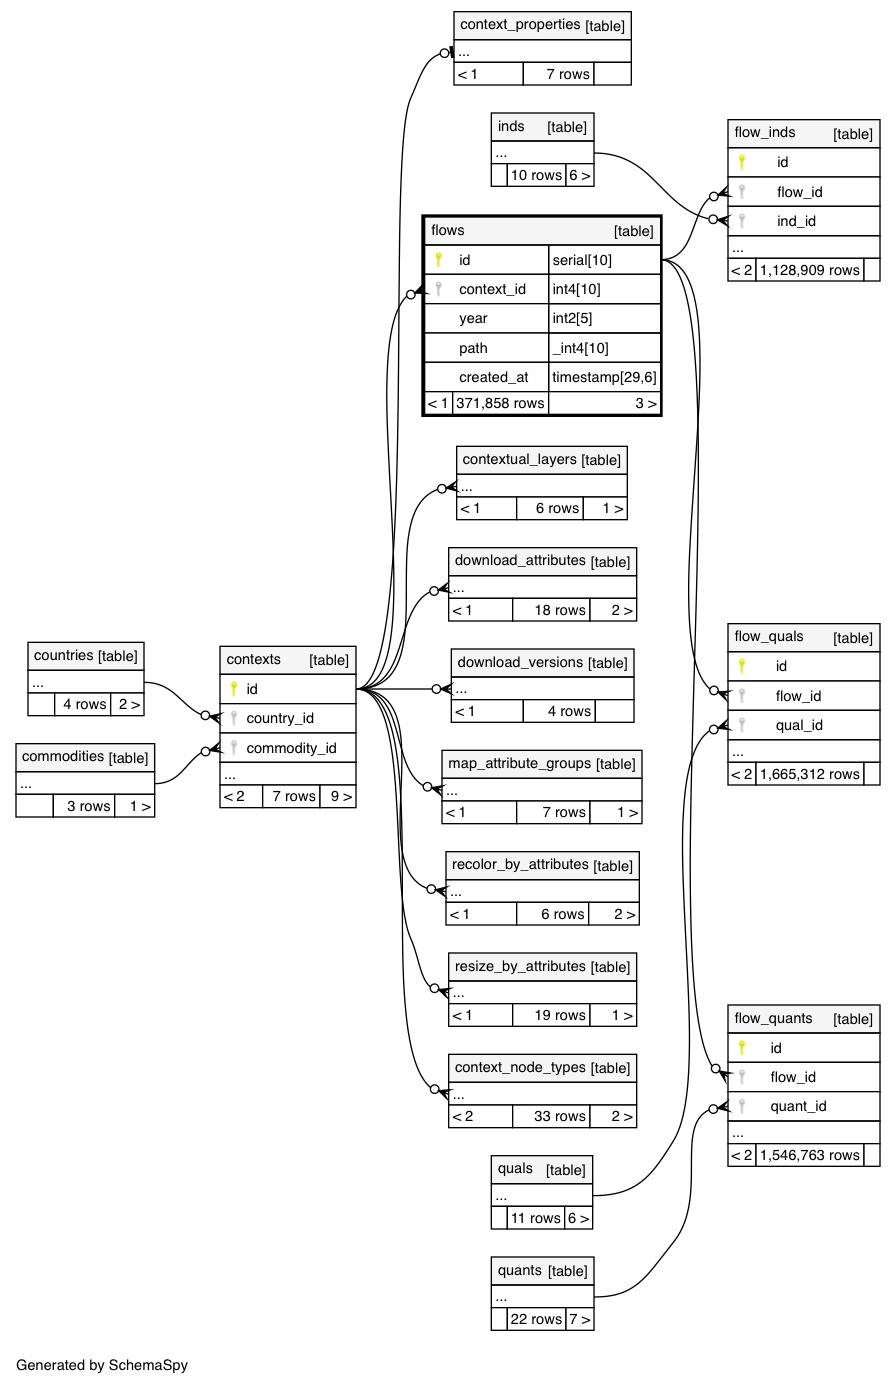 context_properties [table]
...
< 1 7 rows
inds [table]
...
10 rows 6 >
flow_inds [table]
id
flow_id
ind_id
...
< 2 1,128,909 rows
flows [table]
id serial[10]
context_id int4[10]
year int2[5]
path _int4[10]
created_at timestamp[29,6]
< 1 371,858 rows 3 >
contextual_layers [table]
...
< 1 6 rows 1 >
download_attributes [table]
...
< 1 18 rows 2 >
flow_quals [table]
id
flow_id
qual_id
...
< 2 1,665,312 rows
countries [table]
...
4 rows 2 >
contexts [table]
id
country_id
commodity_id
...
< 2 7 rows 9 >
commodities [table]
...
3 rows 1 >
download_versions [table]
...
< 1 4 rows
map_attribute_groups [table]
...
< 1 7 rows 1 >
recolor_by_attributes [table]
...
< 1 6 rows 2 >
resize_by_attributes [table]
...
< 1 19 rows 1 >
context_node_types [table]
...
< 2 33 rows 2 >
flow_quants [table]
id
flow_id
quant_id
...
< 2 1,546,763 rows
quals [table]
...
11 rows 6 >
quants [table]
...
22 rows 7 >
Generated by SchemaSpy